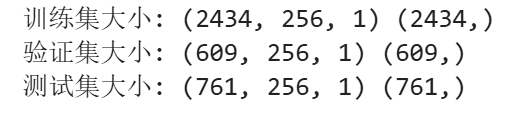 训练集大小: (2434, 256, 1) (2434,)
验证集大小: (609, 256, 1) (609,)
测试集大小: (761, 256, 1) (761,)